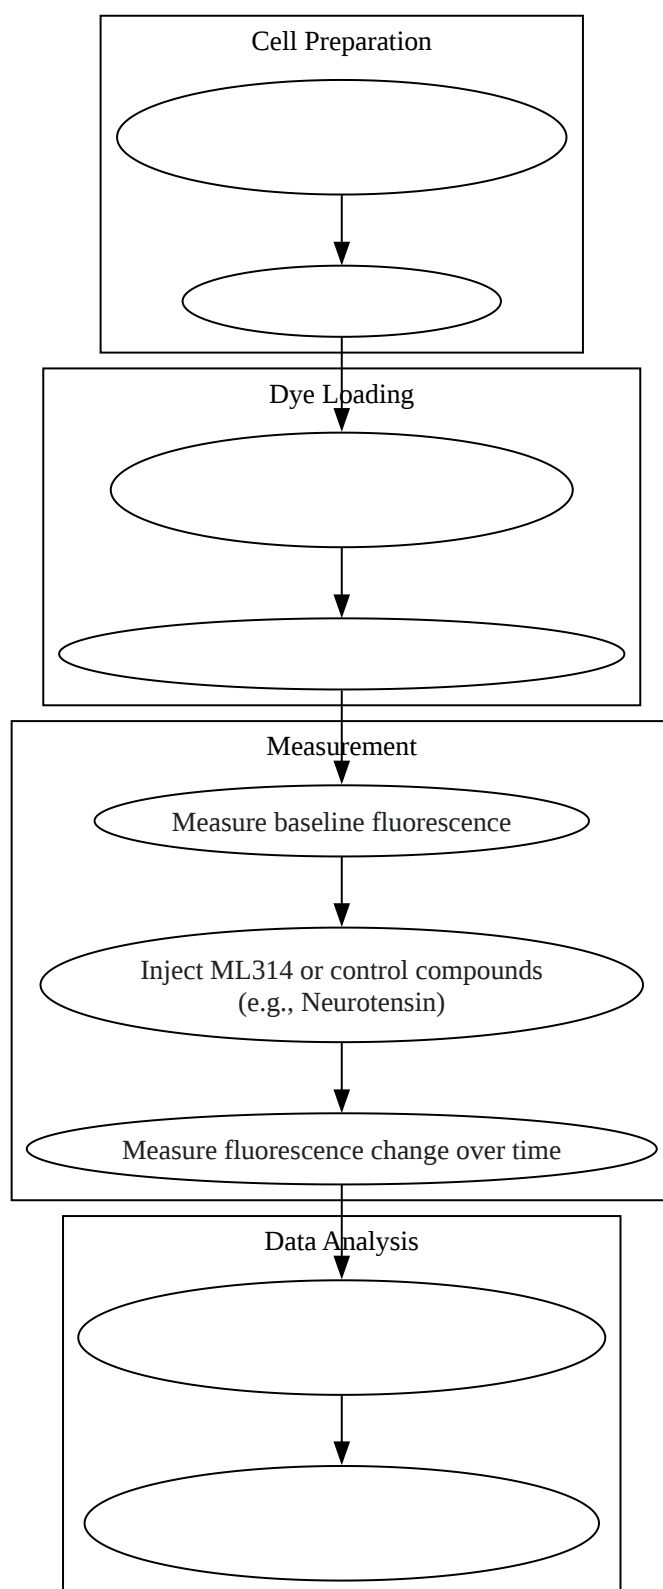 Cell Preparation
Dye Loading
Measurement
Measure baseline fluorescence
Inject ML314 or control compounds
(e.g., Neurotensin)
Measure fluorescence change over time
Data Analysis